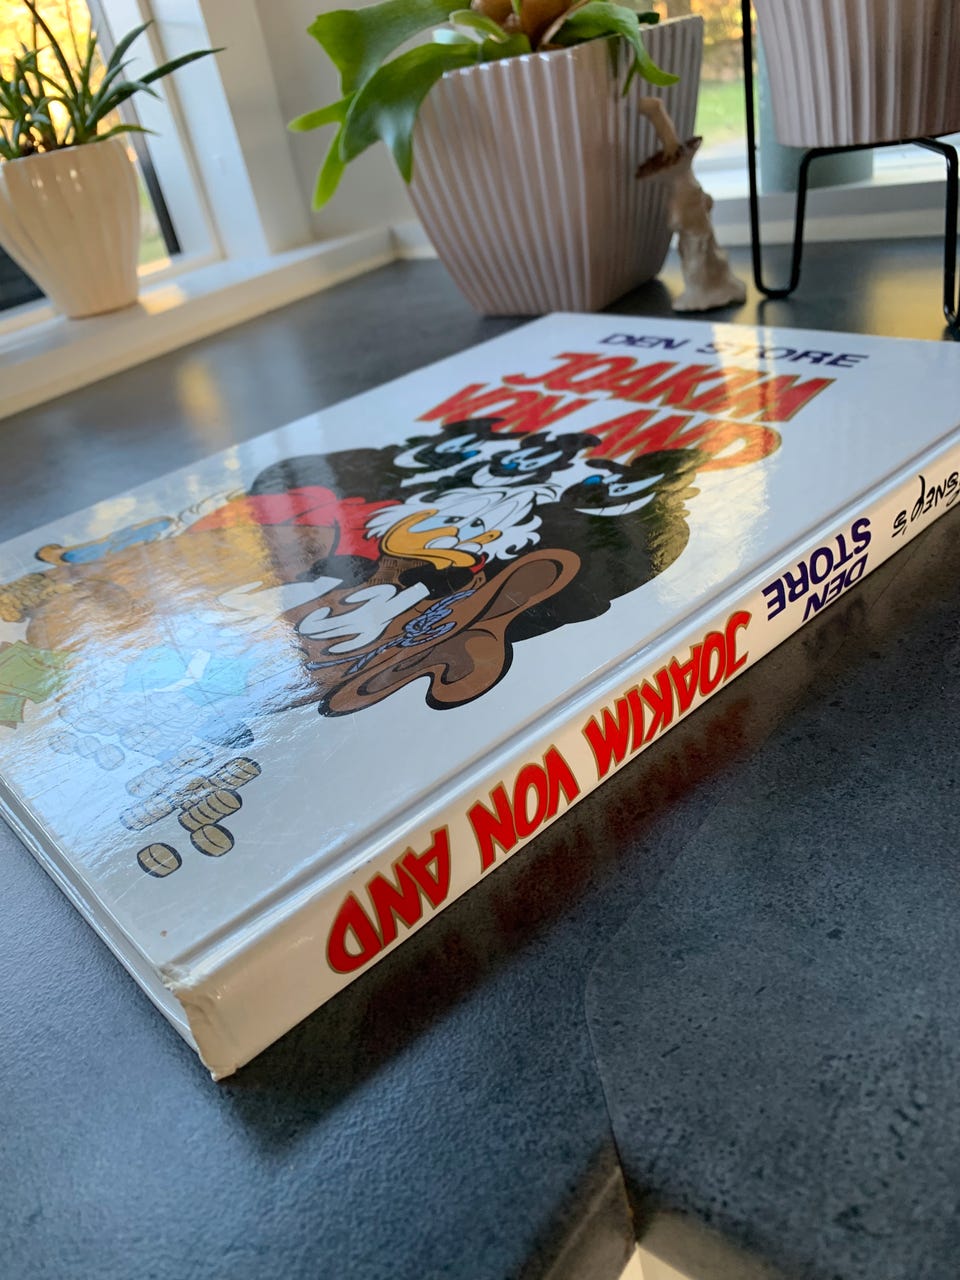 DEN STORE
JOAKIM
VON AND
DEN
STORE
JOAKIM VON AND